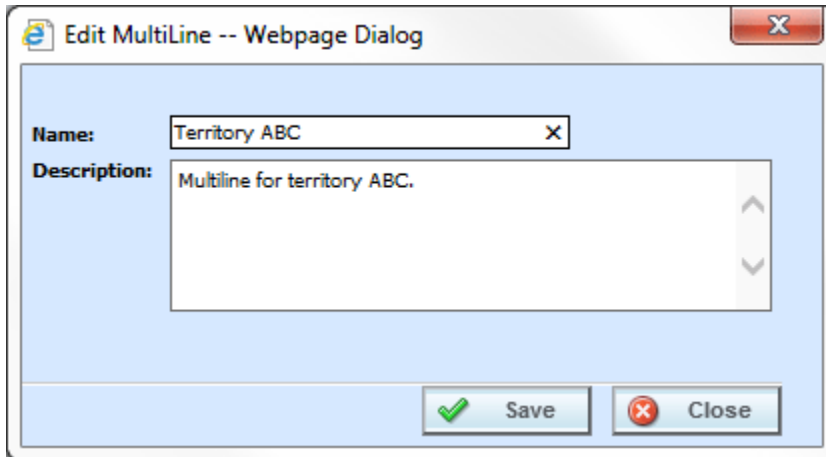 Edit MultiLine -- Webpage Dialog
Name: Territory ABC
Description: Multiline for territory ABC.
Save Close